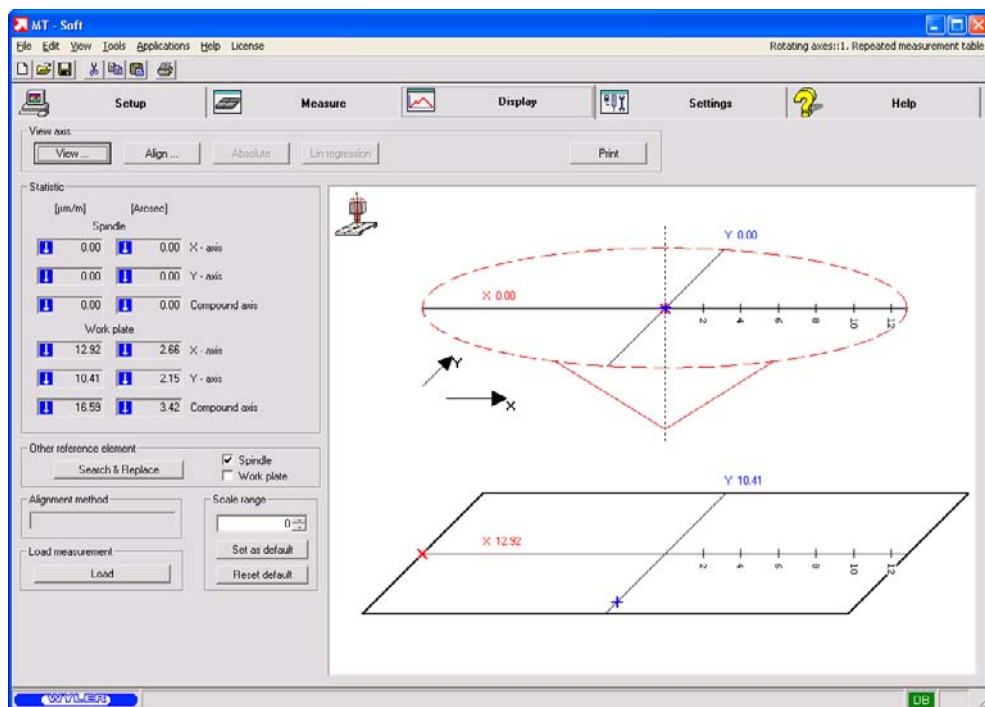 MT - Soft
File Edit View Tools Applications Help License
Rotating axes::1. Repeated measurement table
Setup
Measure
Display
Settings
Help
View axis
View ...
Align ...
Absolute
Lin regression
Print
Statistic
[µm/m] [Arcsec]
Spindle
0.00 0.00 X - axis
0.00 0.00 Y - axis
0.00 0.00 Compound axis
Work plate
12.92 2.66 X - axis
10.41 2.15 Y - axis
16.59 3.42 Compound axis
Other reference element
Search & Replace
Spindle
Work plate
Alignment method
Scale range
0
Set as default
Reset default
Load measurement
Load
Y 0.00
X 0.00
2 4 6 8 10 12
Y
X
Y 10.41
X 12.92
2 4 6 8 10 12
WYLER
DB